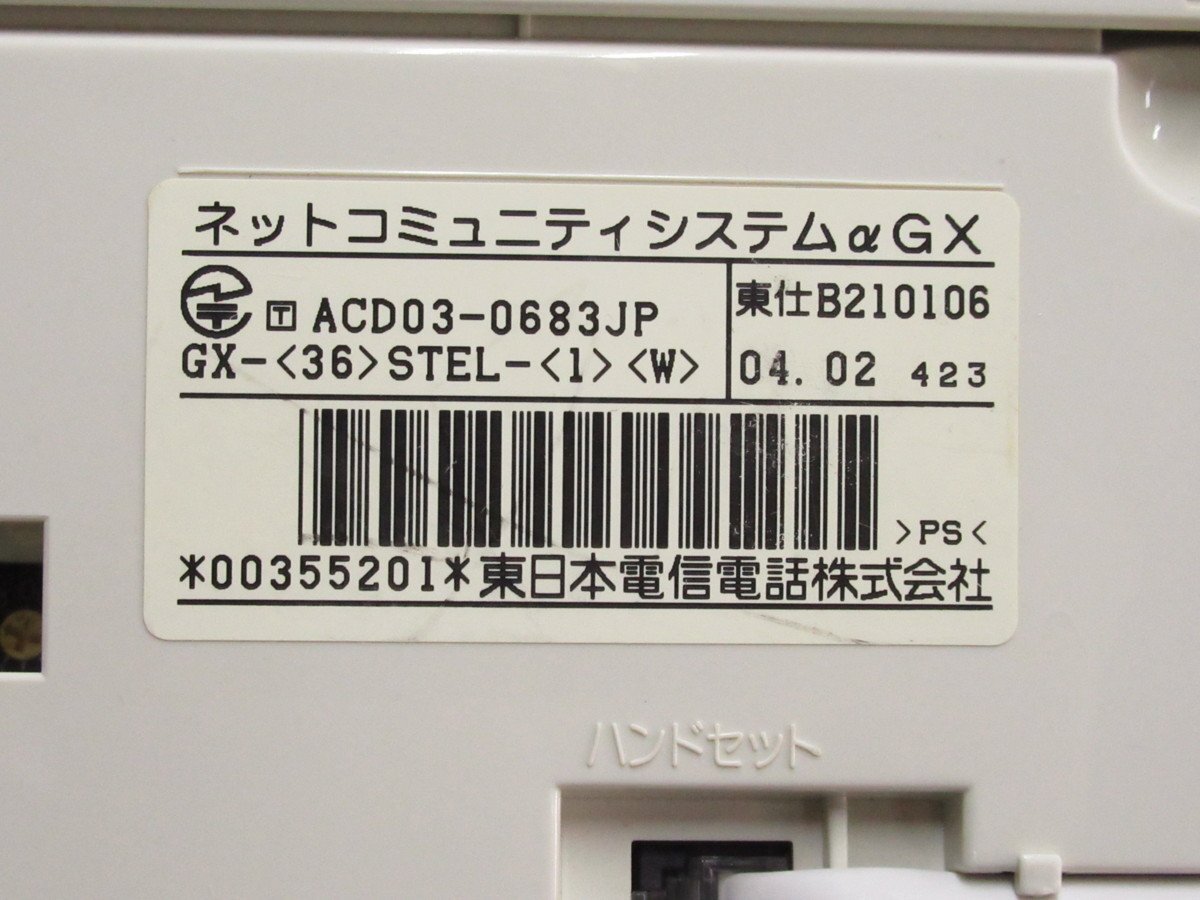 ネットコミュニティシステムαGX
T ACD03-0683JP
GX-<36>STEL-<1><W>
東仕B210106
04.02 423
>PS<
*00355201*東日本電信電話株式会社
ハンドセット